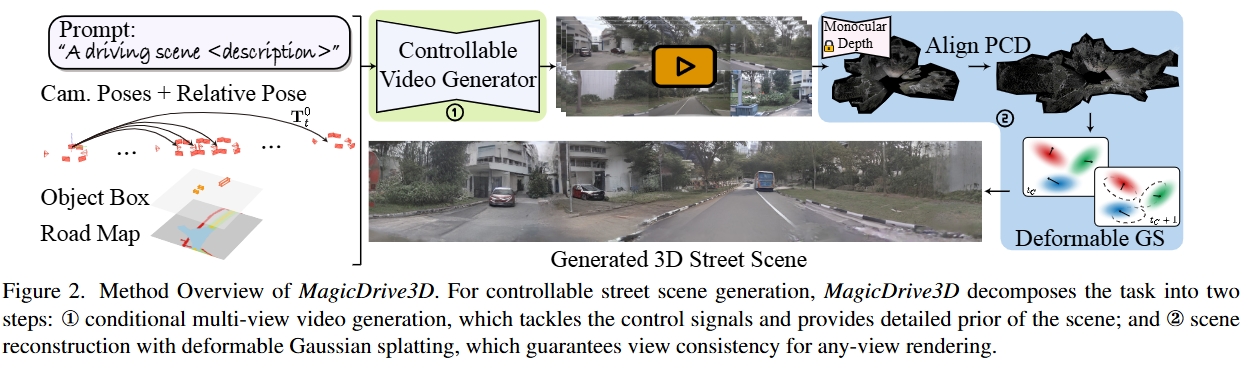 Prompt:
“A driving scene <description>”
Cam. Poses + Relative Pose
T_t^0
...
...
Object Box
Road Map
Controllable
Video Generator
①
Monocular
Depth
Align PCD
②
t_C
t_C + 1
Deformable GS
Generated 3D Street Scene
Figure 2. Method Overview of MagicDrive3D. For controllable street scene generation, MagicDrive3D decomposes the task into two
steps: ① conditional multi-view video generation, which tackles the control signals and provides detailed prior of the scene; and ② scene
reconstruction with deformable Gaussian splatting, which guarantees view consistency for any-view rendering.